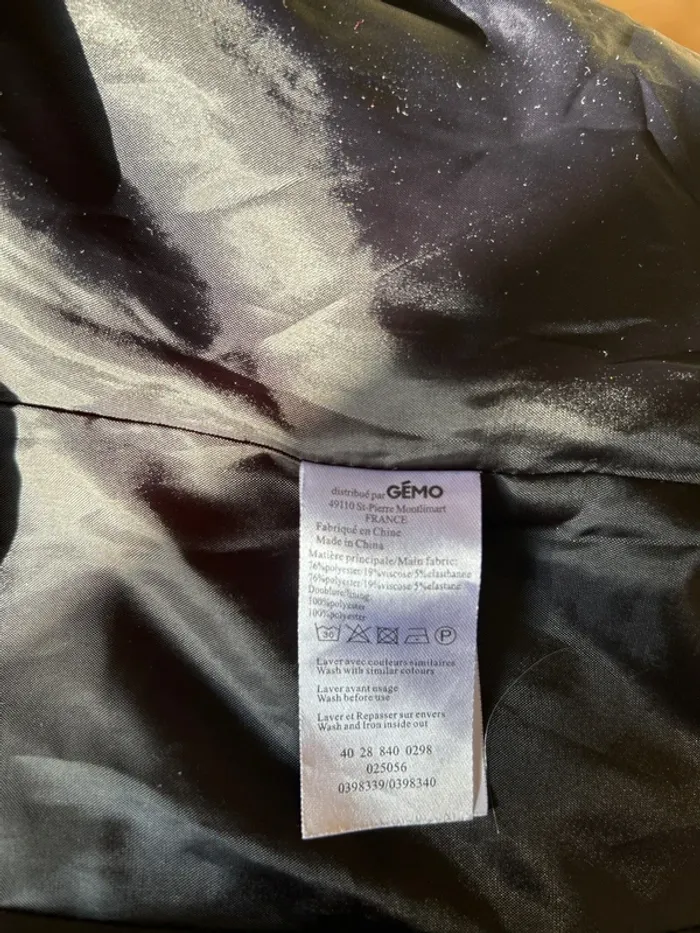 distribué par GÉMO
49110 St-Pierre Montlimart
FRANCE
Fabriqué en Chine
Made in China
Matière principale/Main fabric:
76%polyester/19%viscose/5%elasthanne
76%polyester/19%viscose/5%elastane
Doublure/lining
100%polyester
100%polyester
30 P
Laver avec couleurs similaires
Wash with similar colours
Laver avant usage
Wash before use
Laver et Repasser sur envers
Wash and Iron inside out
40 28 840 0298
025056
0398339/0398340